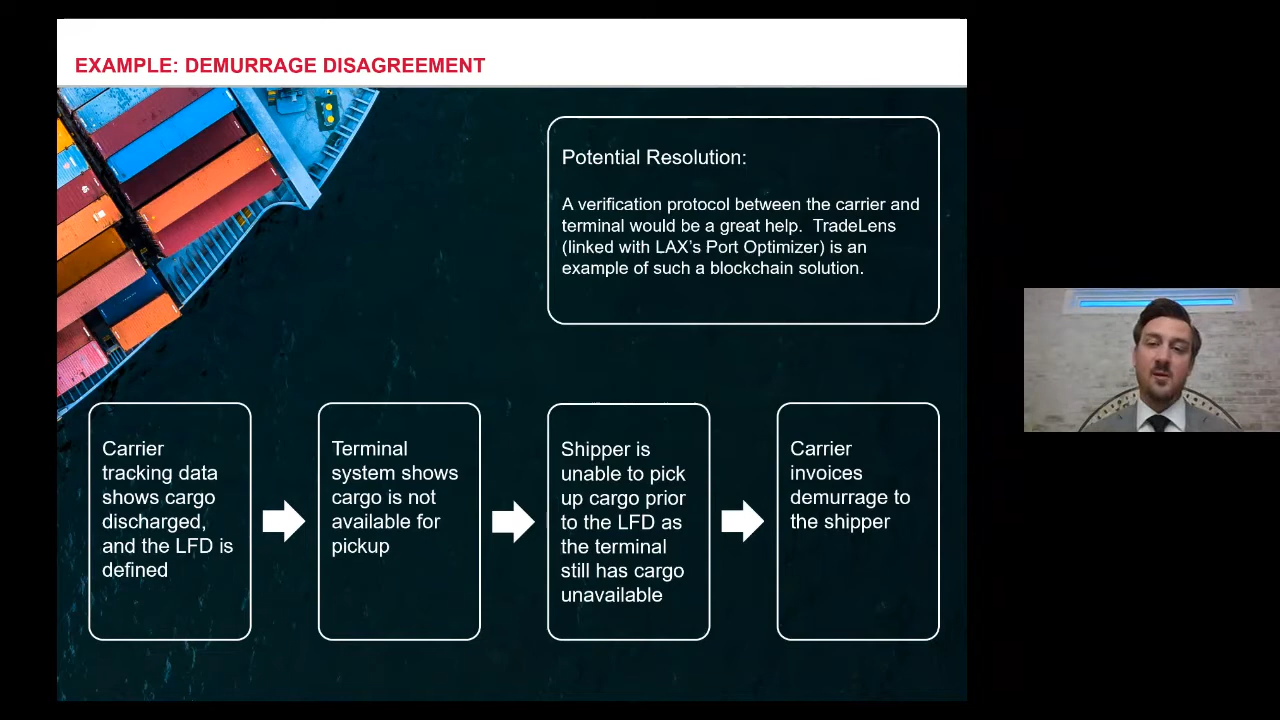 EXAMPLE: DEMURRAGE DISAGREEMENT
Potential Resolution:
A verification protocol between the carrier and
terminal would be a great help.  TradeLens
(linked with LAX's Port Optimizer) is an
example of such a blockchain solution.
Carrier
tracking data
shows cargo
discharged,
and the LFD is
defined
Terminal
system shows
cargo is not
available for
pickup
Shipper is
unable to pick
up cargo prior
to the LFD as
the terminal
still has cargo
unavailable
Carrier
invoices
demurrage to
the shipper